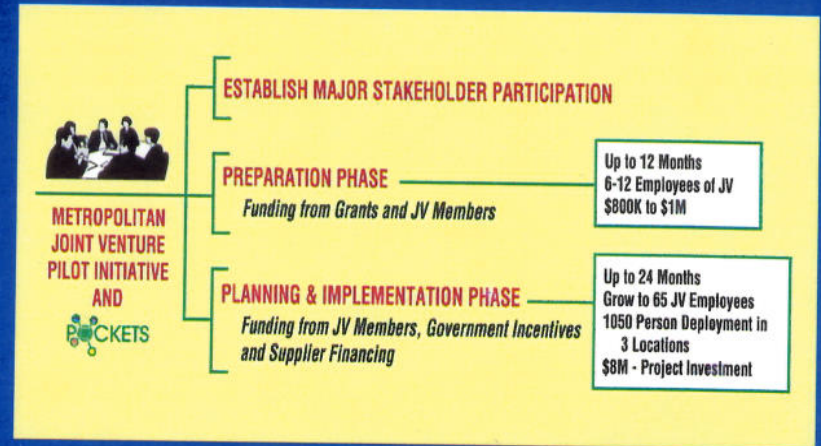 ESTABLISH MAJOR STAKEHOLDER PARTICIPATION
PREPARATION PHASE
Funding from Grants and JV Members
Up to 12 Months
6-12 Employees of JV
$800K to $1M
METROPOLITAN
JOINT VENTURE
PILOT INITIATIVE
AND
POCKETS
PLANNING & IMPLEMENTATION PHASE
Funding from JV Members, Government Incentives
and Supplier Financing
Up to 24 Months
Grow to 65 JV Employees
1050 Person Deployment in
3 Locations
$8M - Project Investment